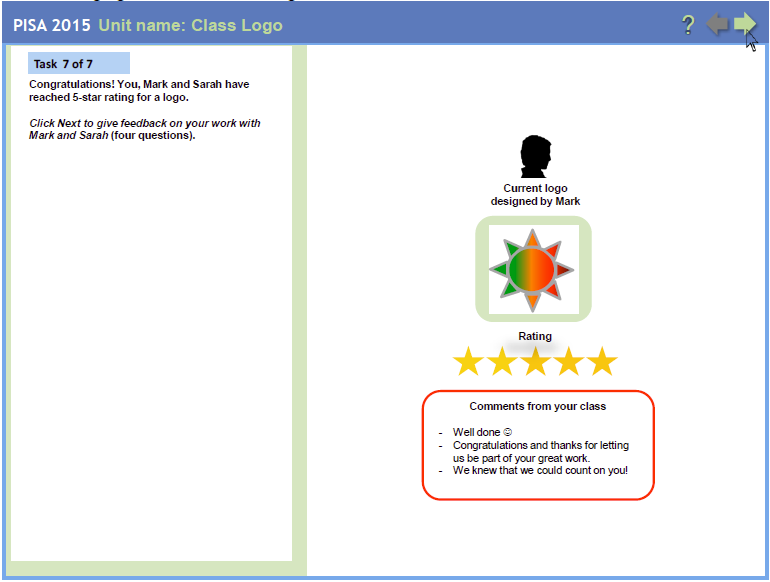 PISA 2015 Unit name: Class Logo
?
Task 7 of 7
Congratulations! You, Mark and Sarah have
reached 5-star rating for a logo.
Click Next to give feedback on your work with
Mark and Sarah (four questions).
Current logo
designed by Mark
Rating
Comments from your class
- Well done ☺
- Congratulations and thanks for letting
us be part of your great work.
- We knew that we could count on you!